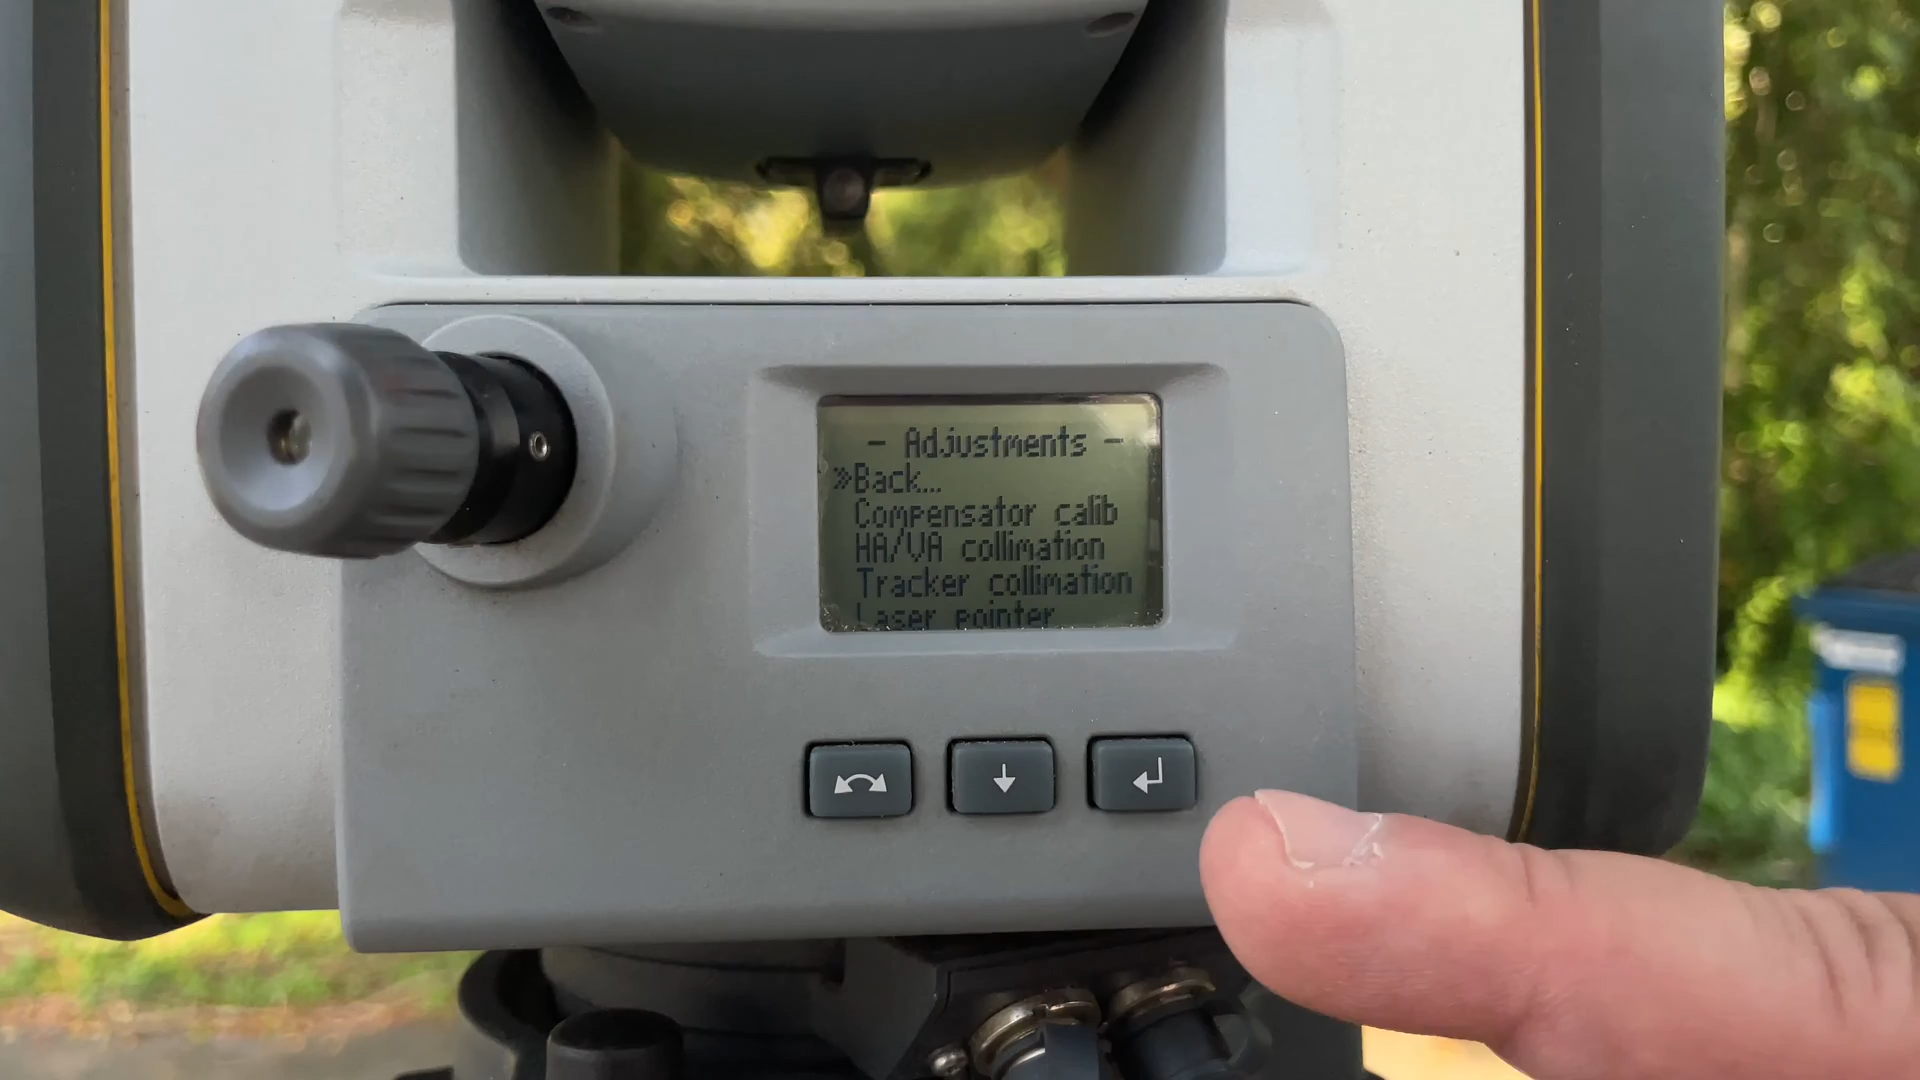 - Adjustments -
»Back...
Compensator calib
HA/VA collimation
Tracker collimation
Laser pointer